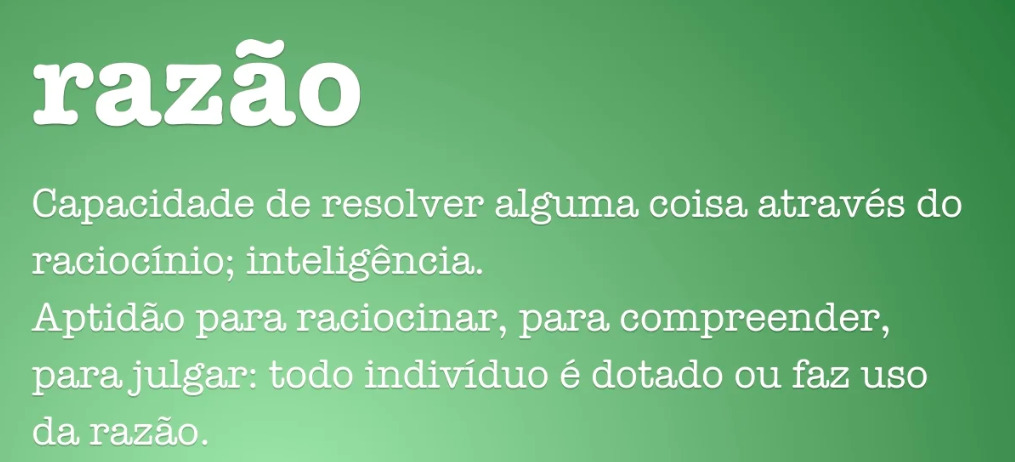 razão
Capacidade de resolver alguma coisa através do
raciocínio; inteligência.
Aptidão para raciocinar, para compreender,
para julgar: todo indivíduo é dotado ou faz uso
da razão.